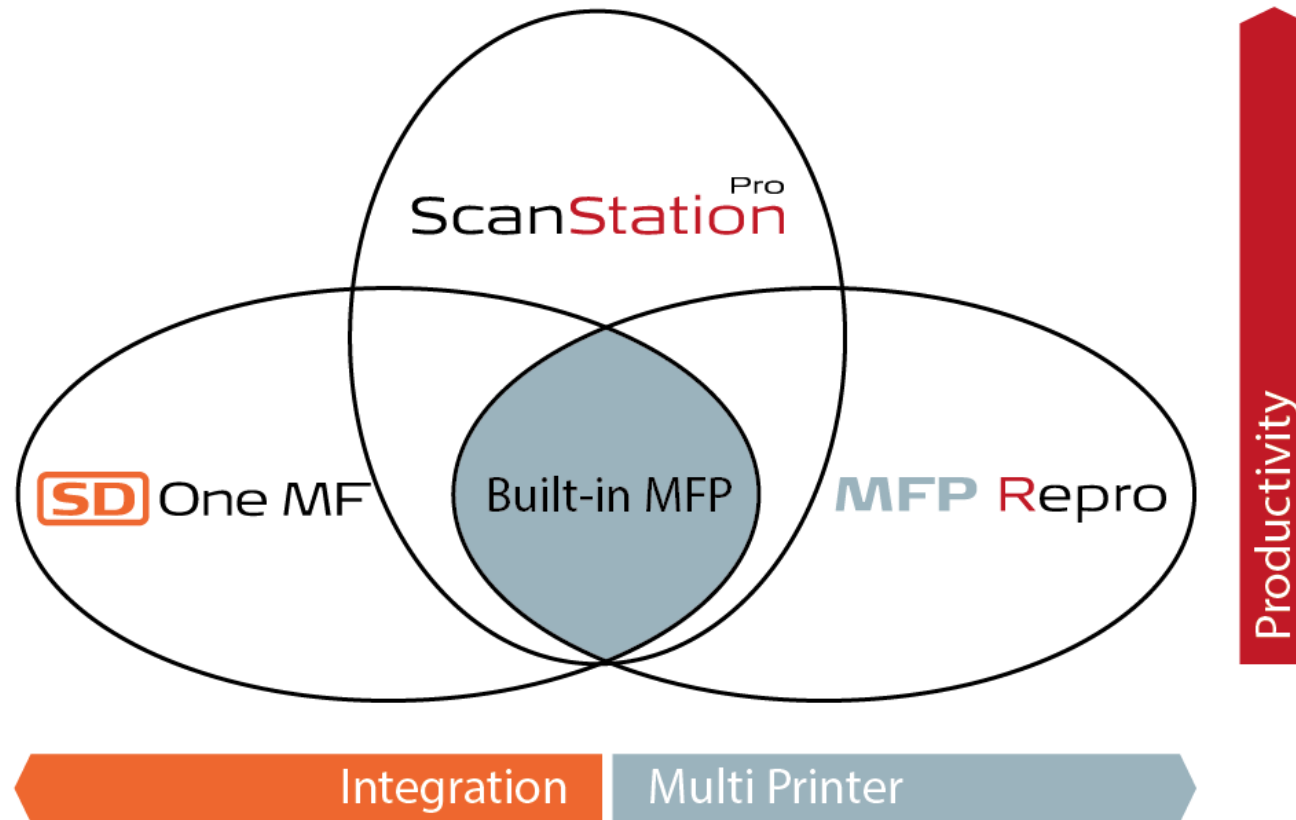 Pro
ScanStation
SD One MF
Built-in MFP
MFP Repro
Productivity
Integration
Multi Printer